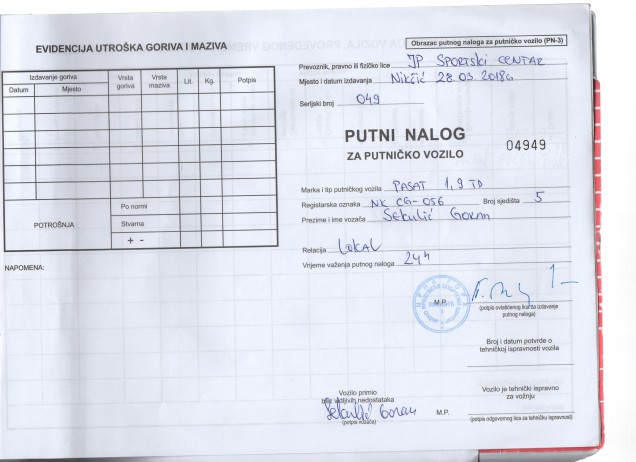 EVIDENCIJA UTROŠKA GORIVA I MAZIVA
Izdavanje goriva
Datum Mjesto
Vrsta goriva
Vrsta maziva
Lit.
Kg.
Potpis
POTROŠNJA
Po normi
Stvarna
+ -
NAPOMENA:
Obrazac putnog naloga za putničko vozilo (PN-3)
Prevoznik, pravno ili fizičko lice JP SPORTSKI CENTAR
Mjesto i datum izdavanja Nikšić 28.03.2018G
Serijski broj 049
PUTNI NALOG
ZA PUTNIČKO VOZILO
04949
Marka i tip putničkog vozila PASAT 1,9 TD
Registarska oznaka NK CG-056 Broj sjedišta 5
Prezime i ime vozača Sekulić Goran
Relacija LOKAL
Vrijeme važanja putnog naloga 24h
M.P.
(potpis ovlašćenog lica za izdavanje
putnog naloga)
Broj i datum potvrde o
tehničkoj ispravnosti vozila
Vozilo primio
bez vidljivih nedostataka
Sekulić Goran
(potpis vozača)
M.P.
Vozilo je tehnički ispravno
za vožnju
(potpis odgovornog lica za tehničku ispravnost)